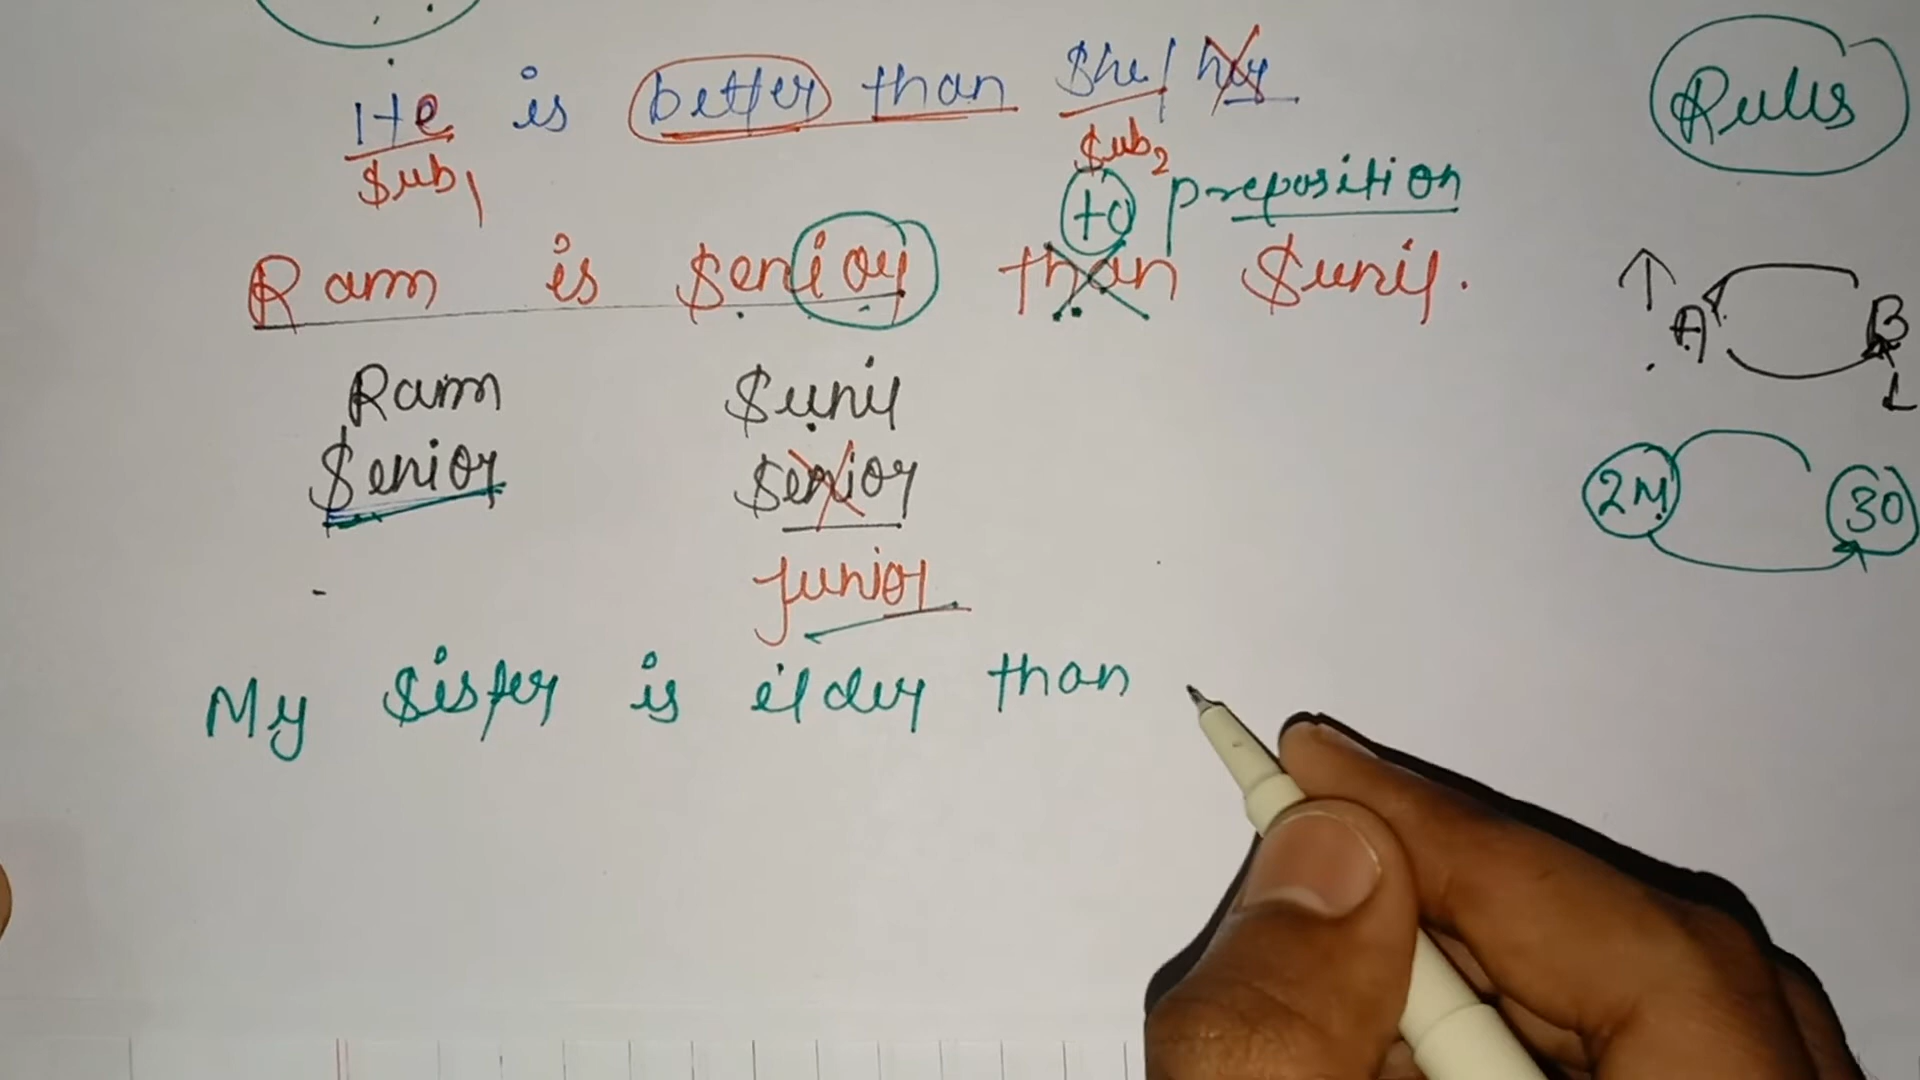 He is better than She/her
Sub1 Sub2
to preposition
Ram is Senior than Sunil.
Ram Sunil
Senior Senior
Junior
My sister is elder than
Rules
A B
L
2M 30